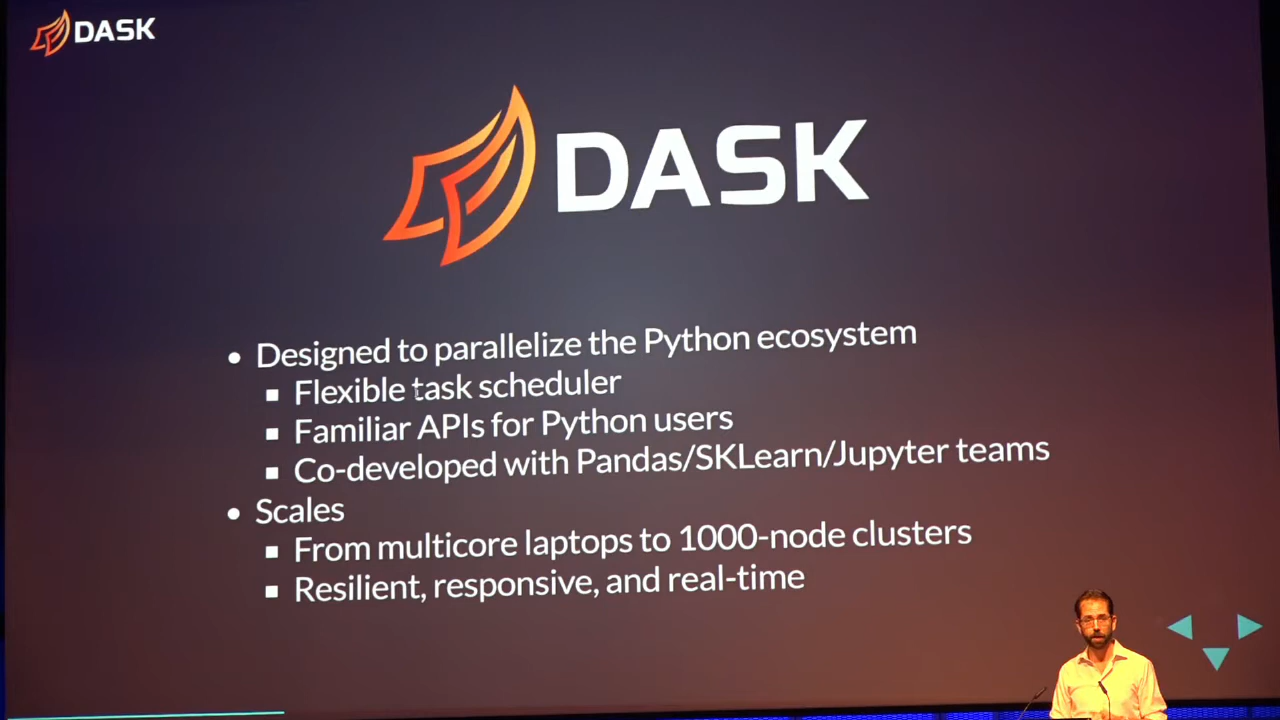 DASK
DASK
Designed to parallelize the Python ecosystem
Flexible task scheduler
Familiar APIs for Python users
Co-developed with Pandas/SKLearn/Jupyter teams
Scales
From multicore laptops to 1000-node clusters
Resilient, responsive, and real-time